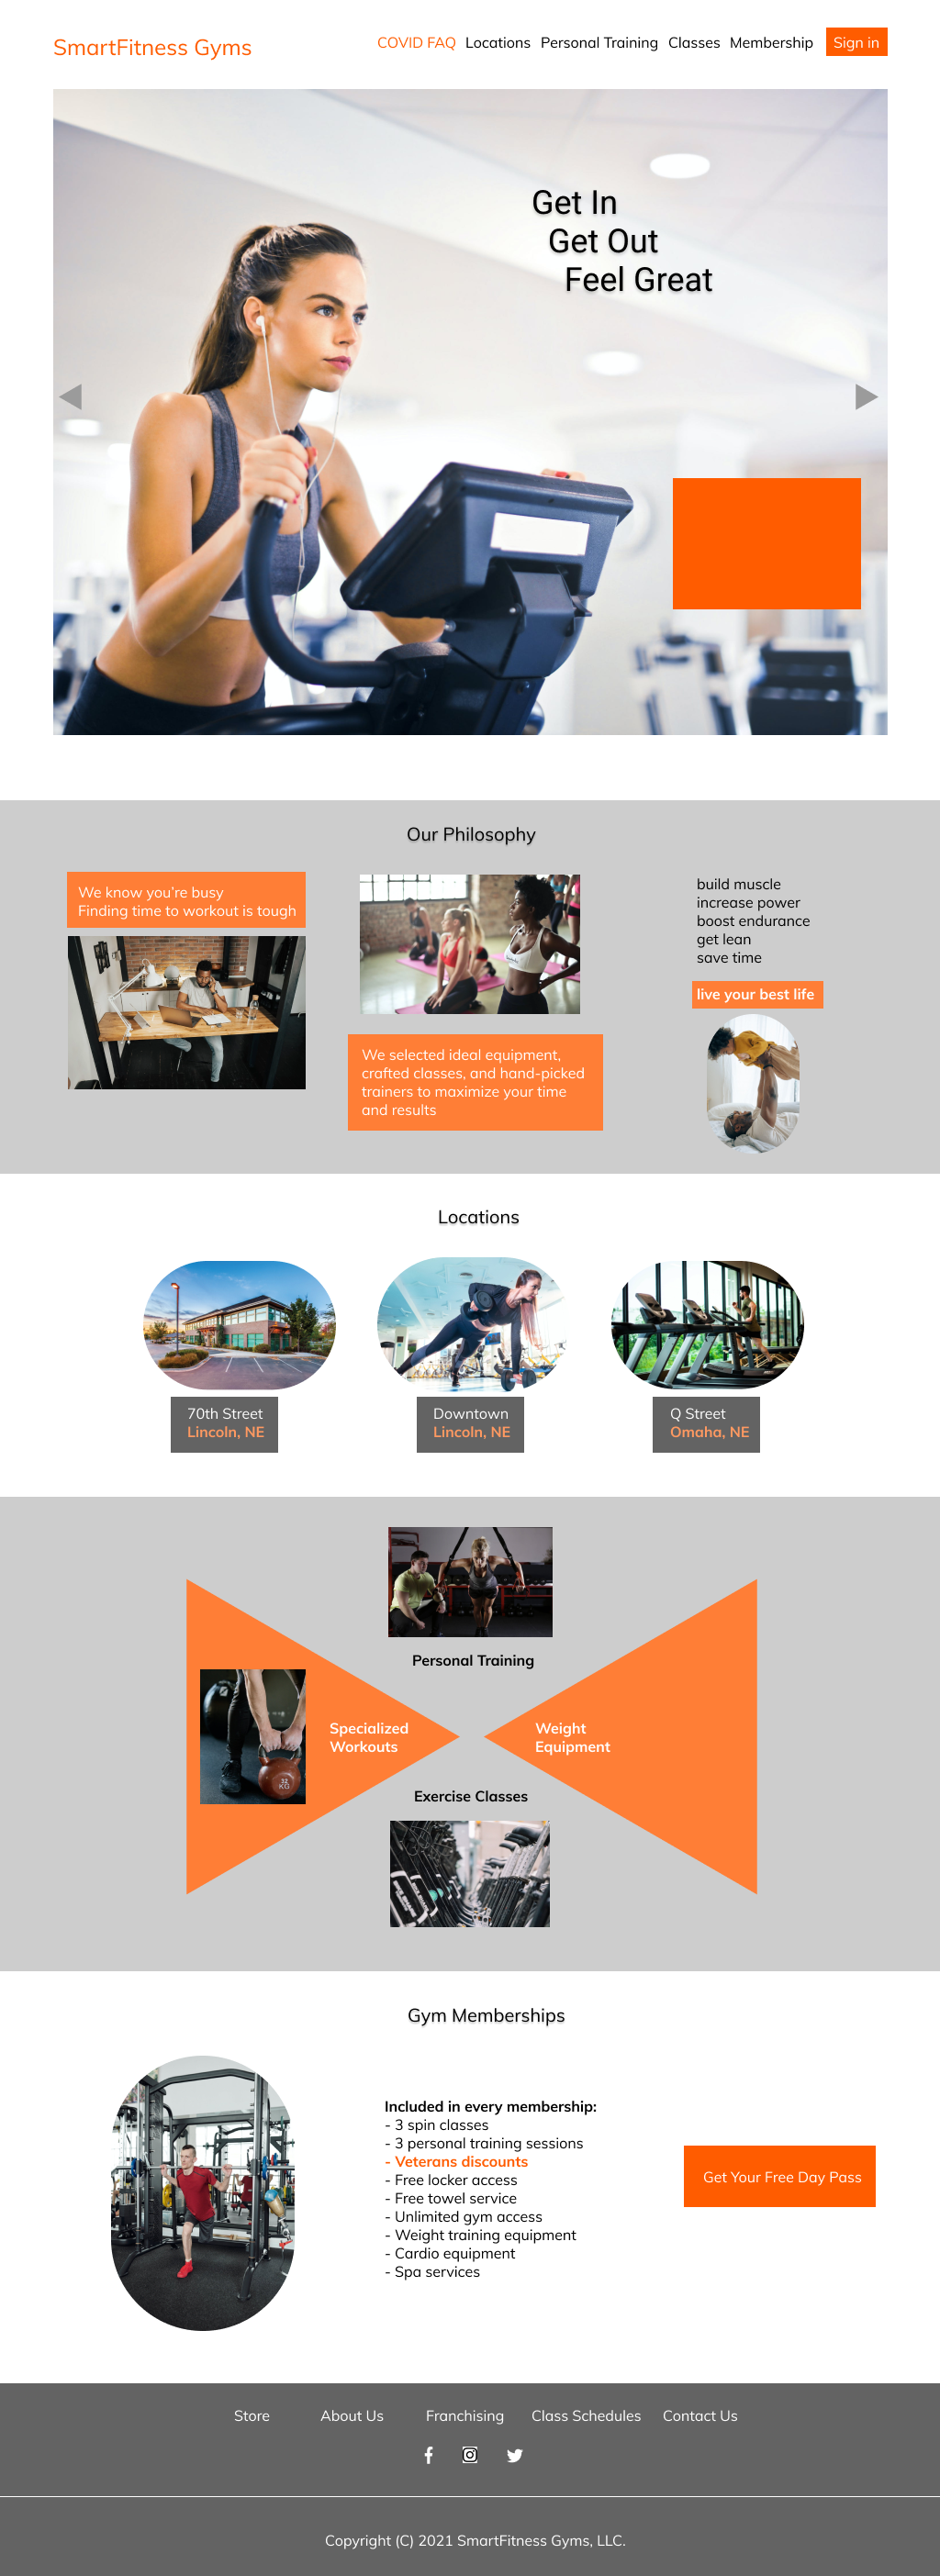 SmartFitness Gyms
COVID FAQ Locations Personal Training Classes Membership Sign in
Get In
Get Out
Feel Great
Our Philosophy
We know you're busy
Finding time to workout is tough
We selected ideal equipment,
crafted classes, and hand-picked
trainers to maximize your time
and results
build muscle
increase power
boost endurance
get lean
save time
live your best life
Locations
70th Street
Lincoln, NE
Downtown
Lincoln, NE
Q Street
Omaha, NE
Personal Training
Specialized
Workouts
32
KG
Weight
Equipment
Exercise Classes
Gym Memberships
Included in every membership:
- 3 spin classes
- 3 personal training sessions
- Veterans discounts
- Free locker access
- Free towel service
- Unlimited gym access
- Weight training equipment
- Cardio equipment
- Spa services
Get Your Free Day Pass
Store About Us Franchising Class Schedules Contact Us
Copyright (C) 2021 SmartFitness Gyms, LLC.